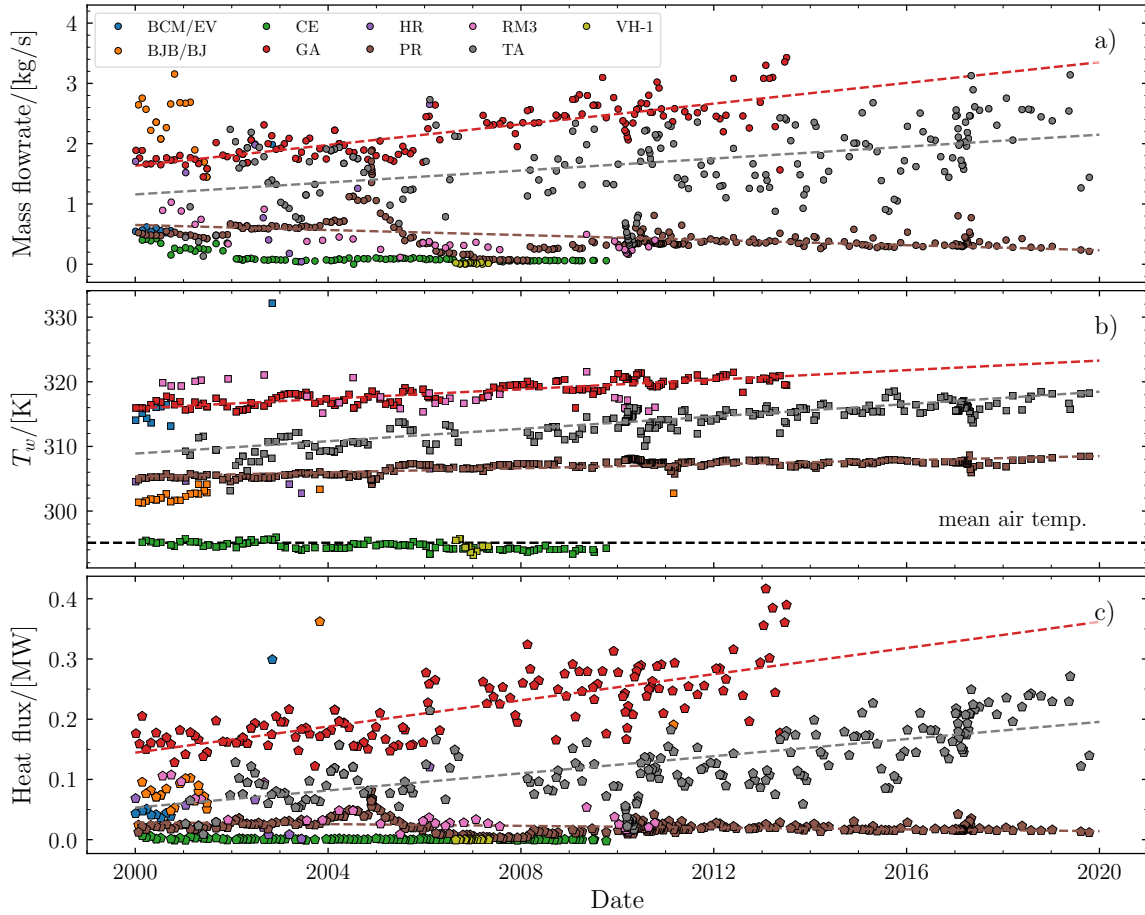 4
3
2
1
0
Mass flowrate/[kg/s]
BCM/EV
CE
HR
RM3
VH-1
BJB/BJ
GA
PR
TA
a)
330
320
310
300
T_w/[K]
b)
mean air temp.
0.4
0.3
0.2
0.1
0.0
Heat flux/[MW]
c)
2000
2004
2008
2012
2016
2020
Date